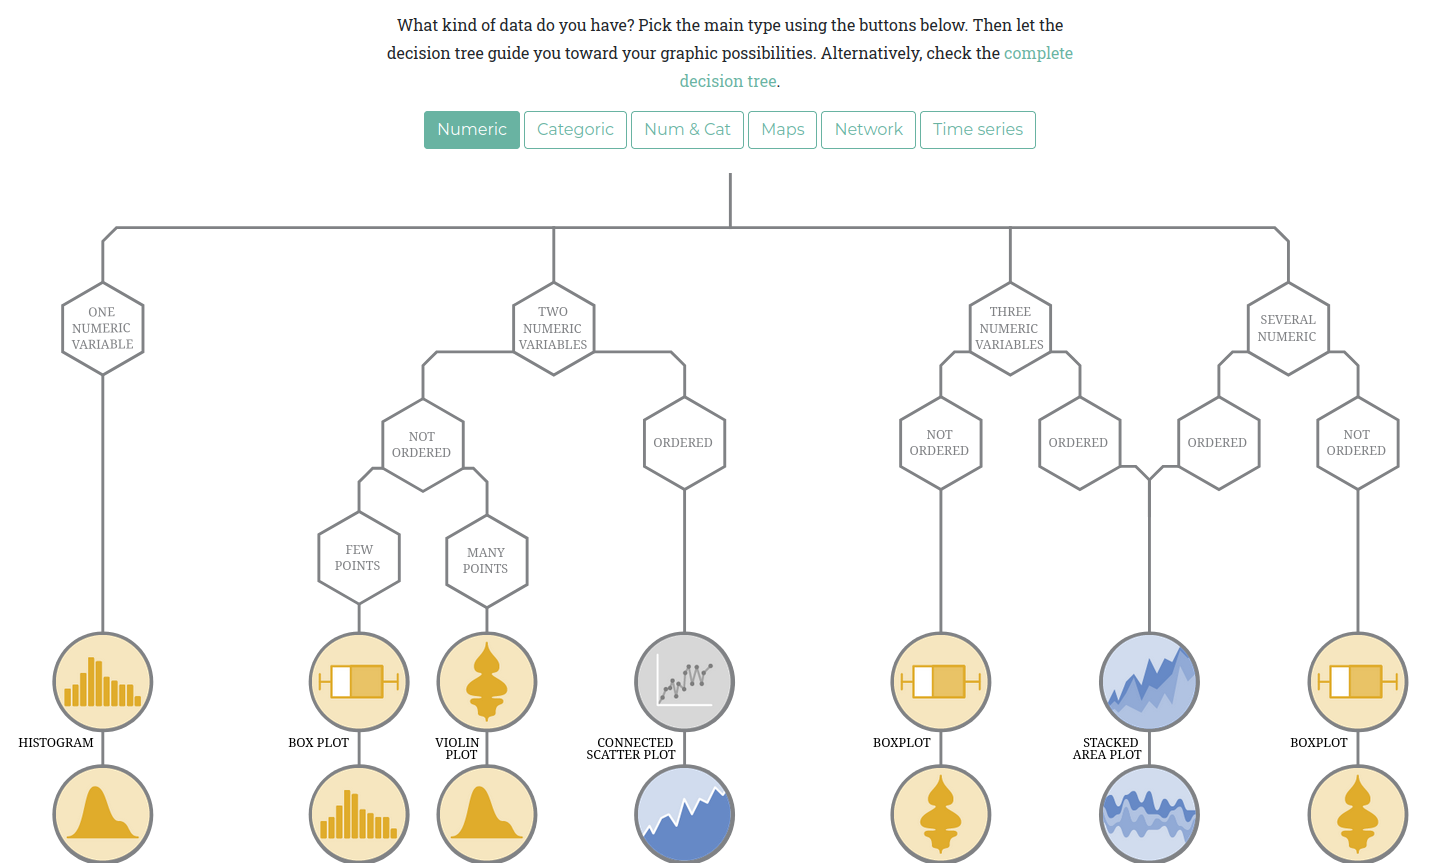 What kind of data do you have? Pick the main type using the buttons below. Then let the
decision tree guide you toward your graphic possibilities. Alternatively, check the complete
decision tree.
Numeric
Categoric
Num & Cat
Maps
Network
Time series
ONE
NUMERIC
VARIABLE
TWO
NUMERIC
VARIABLES
THREE
NUMERIC
VARIABLES
SEVERAL
NUMERIC
NOT
ORDERED
ORDERED
NOT
ORDERED
ORDERED
ORDERED
NOT
ORDERED
FEW
POINTS
MANY
POINTS
HISTOGRAM
BOX PLOT
VIOLIN
PLOT
CONNECTED
SCATTER PLOT
BOXPLOT
STACKED
AREA PLOT
BOXPLOT